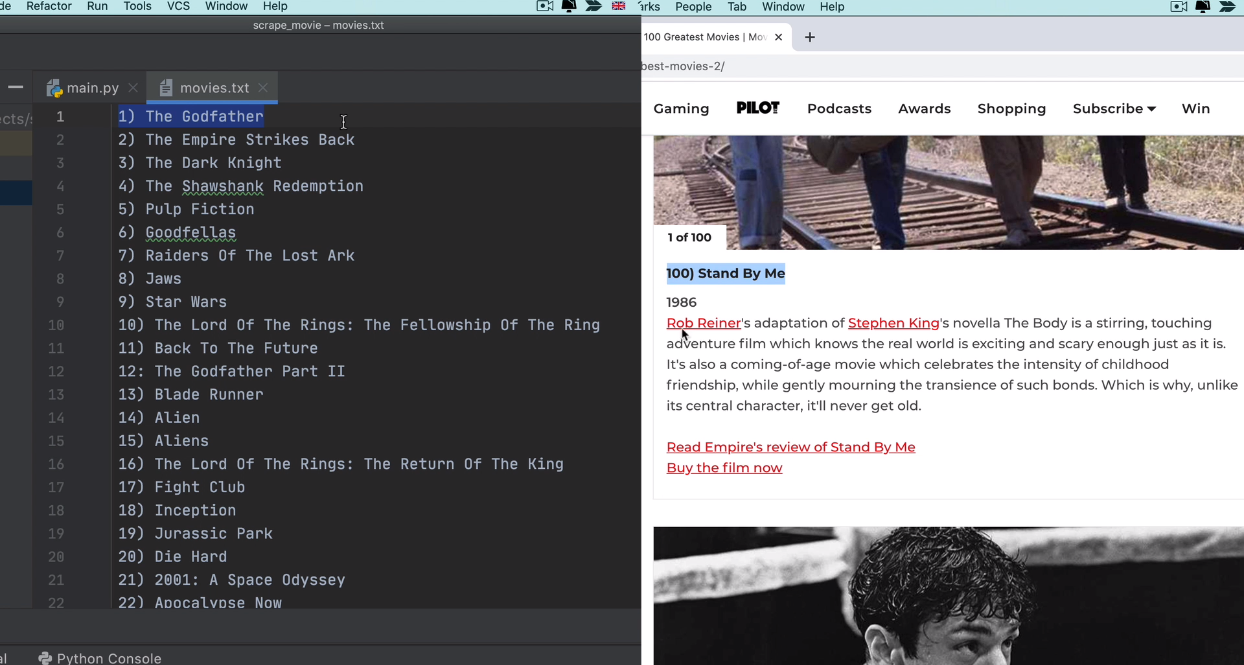 de Refactor Run Tools VCS Window Help
scrape_movie – movies.txt
main.py movies.txt
ects/s
1 1) The Godfather
2 2) The Empire Strikes Back
3 3) The Dark Knight
4 4) The Shawshank Redemption
5 5) Pulp Fiction
6 6) Goodfellas
7 7) Raiders Of The Lost Ark
8 8) Jaws
9 9) Star Wars
10 10) The Lord Of The Rings: The Fellowship Of The Ring
11 11) Back To The Future
12 12: The Godfather Part II
13 13) Blade Runner
14 14) Alien
15 15) Aliens
16 16) The Lord Of The Rings: The Return Of The King
17 17) Fight Club
18 18) Inception
19 19) Jurassic Park
20 20) Die Hard
21 21) 2001: A Space Odyssey
22 22) Apocalypse Now
al Python Console
arks People Tab Window Help
100 Greatest Movies | Mov
best-movies-2/
Gaming PILOT Podcasts Awards Shopping Subscribe Win
1 of 100
100) Stand By Me
1986
Rob Reiner's adaptation of Stephen King's novella The Body is a stirring, touching
adventure film which knows the real world is exciting and scary enough just as it is.
It's also a coming-of-age movie which celebrates the intensity of childhood
friendship, while gently mourning the transience of such bonds. Which is why, unlike
its central character, it'll never get old.
Read Empire's review of Stand By Me
Buy the film now